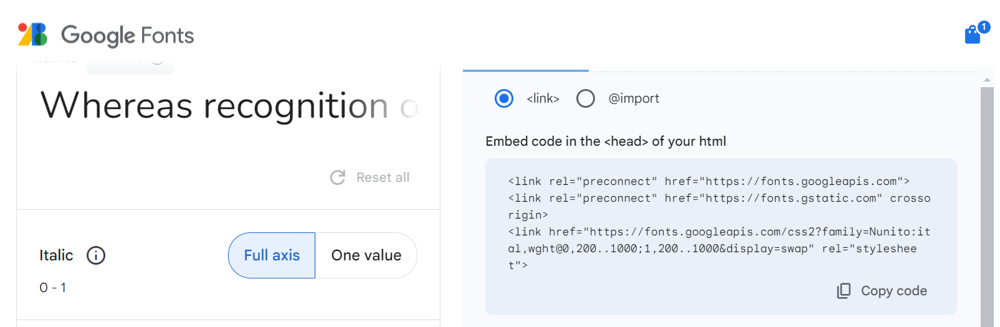 Google Fonts
1
Whereas recognition
Reset all
Italic
Full axis
One value
0 - 1
<link>
@import
Embed code in the <head> of your html
<link rel="preconnect" href="https://fonts.googleapis.com">
<link rel="preconnect" href="https://fonts.gstatic.com" crosso
rigin>
<link href="https://fonts.googleapis.com/css2?family=Nunito:it
al,wght@0,200..1000;1,200..1000&display=swap" rel="styleshee
t">
Copy code